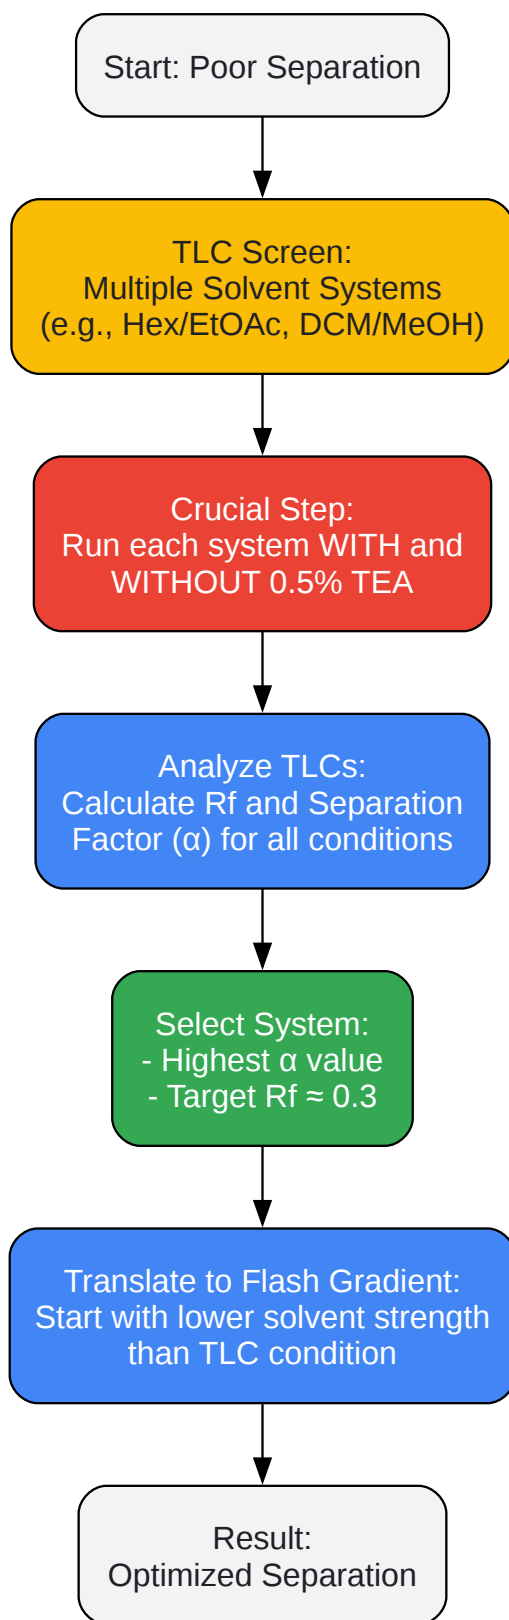 Start: Poor Separation
TLC Screen:
Multiple Solvent Systems
(e.g., Hex/EtOAc, DCM/MeOH)
Crucial Step:
Run each system WITH and
WITHOUT 0.5% TEA
Analyze TLCs:
Calculate Rf and Separation
Factor (α) for all conditions
Select System:
- Highest α value
- Target Rf ≈ 0.3
Translate to Flash Gradient:
Start with lower solvent strength
than TLC condition
Result:
Optimized Separation